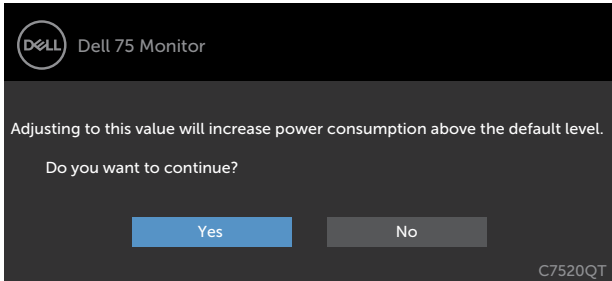 DELL
Dell 75 Monitor
Adjusting to this value will increase power consumption above the default level.
Do you want to continue?
Yes
No
C7520QT